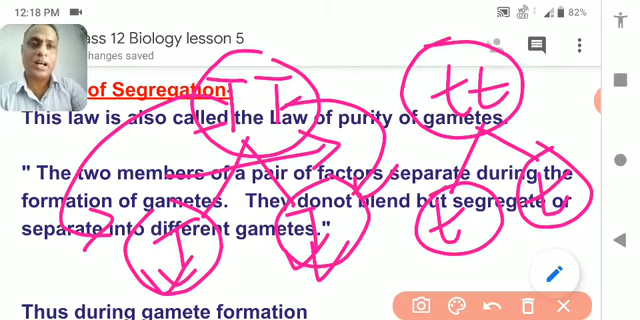 12:18 PM
82%
ass 12 Biology lesson 5
changes saved
of Segregation-
This law is also called the Law of purity of gametes.
TT
tt
" The two members of a pair of factors separate during the
formation of gametes. They donot blend but segregate or
separate into different gametes."
T
T
t
t
Thus during gamete formation